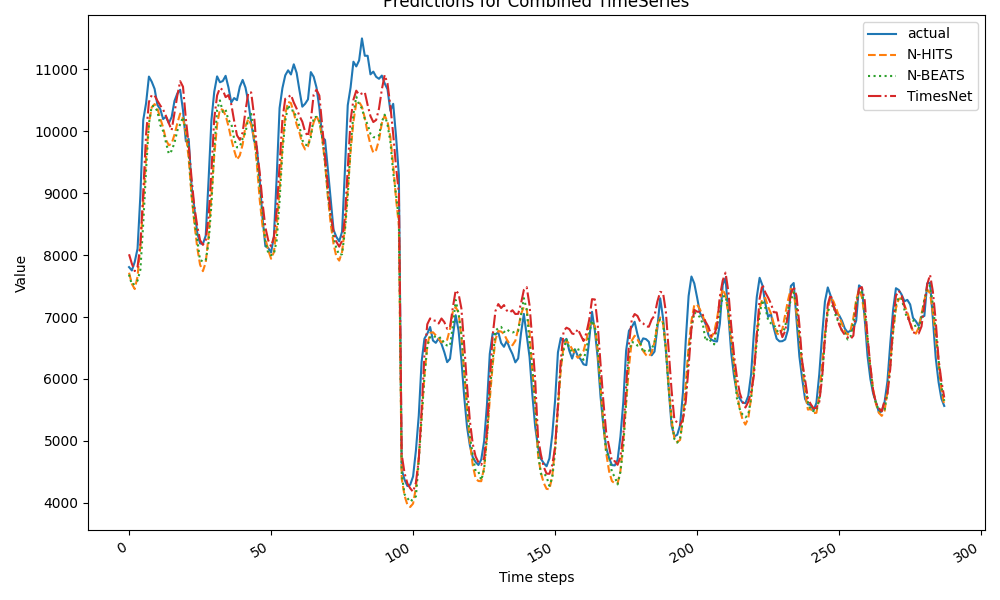 Predictions for Combined TimeSeries
actual
N-HITS
N-BEATS
TimesNet
Value
11000
10000
9000
8000
7000
6000
5000
4000
0
50
100
150
200
250
300
Time steps